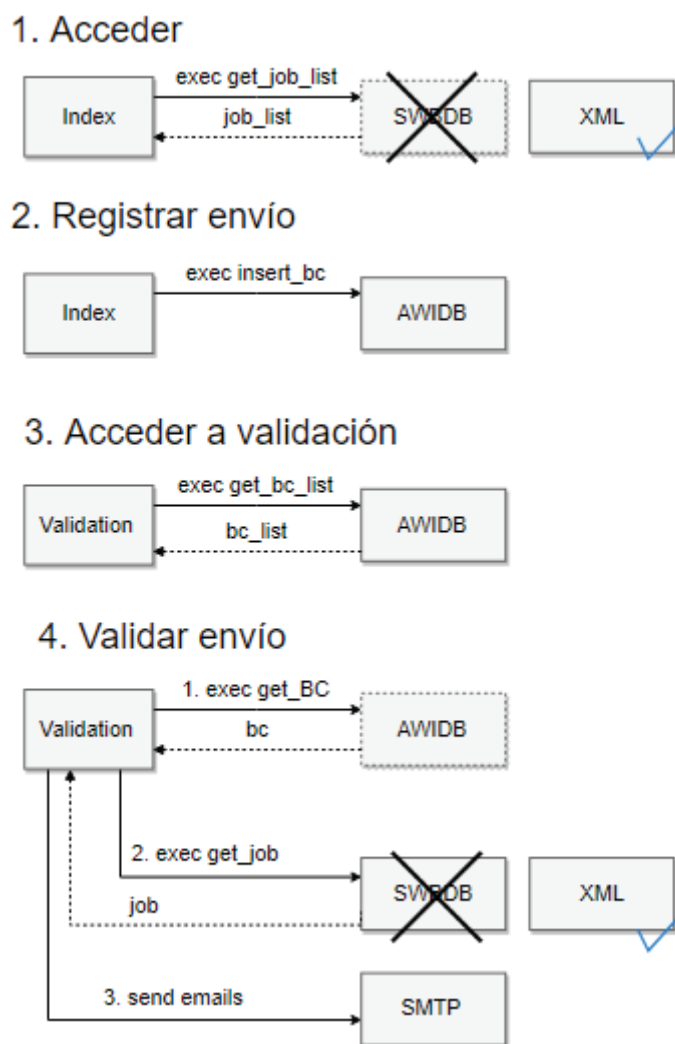 1. Acceder
exec get_job_list
Index
job_list
SWBDB
XML
2. Registrar envío
exec insert_bc
Index
AWIDB
3. Acceder a validación
exec get_bc_list
Validation
bc_list
AWIDB
4. Validar envío
1. exec get_BC
Validation
bc
AWIDB
2. exec get_job
SWBDB
XML
job
3. send emails
SMTP